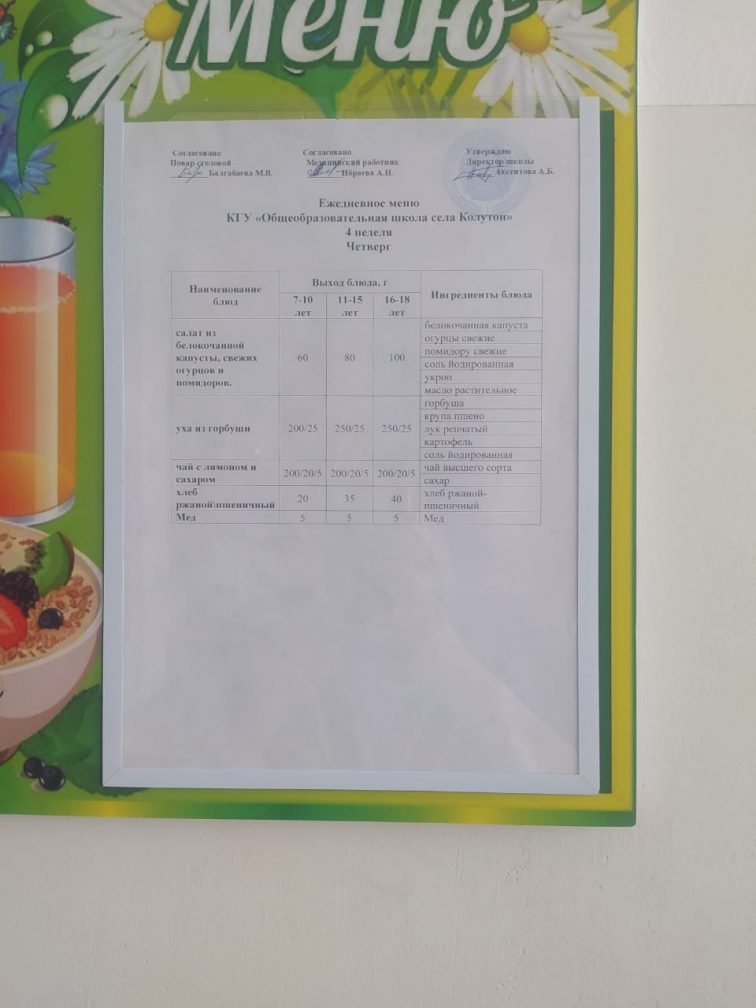 Меню
Согласовано Согласовано Утверждаю
Повар столовой Медицинский работник Директор школы
Балгабаева М.В. Ибраева А.Н. Аксентова А.Б.
Ежедневное меню
КГУ «Общеобразовательная школа села Колутон»
4 неделя
Четверг
Наименование блюд Выход блюда, г Ингредиенты блюда
7-10 лет 11-15 лет 16-18 лет
салат из белокочанной капусты, свежих огурцов и помидоров. 60 80 100 белокочанная капуста
огурцы свежие
помидору свежие
соль йодированная
укроп
масло растительное
уха из горбуши 200/25 250/25 250/25 горбуша
крупа пшено
лук репчатый
картофель
соль йодированная
чай с лимоном и сахаром 200/20/5 200/20/5 200/20/5 чай высшего сорта
сахар
хлеб ржаной\пшеничный 20 35 40 хлеб ржаной-пшеничный
Мед 5 5 5 Мед